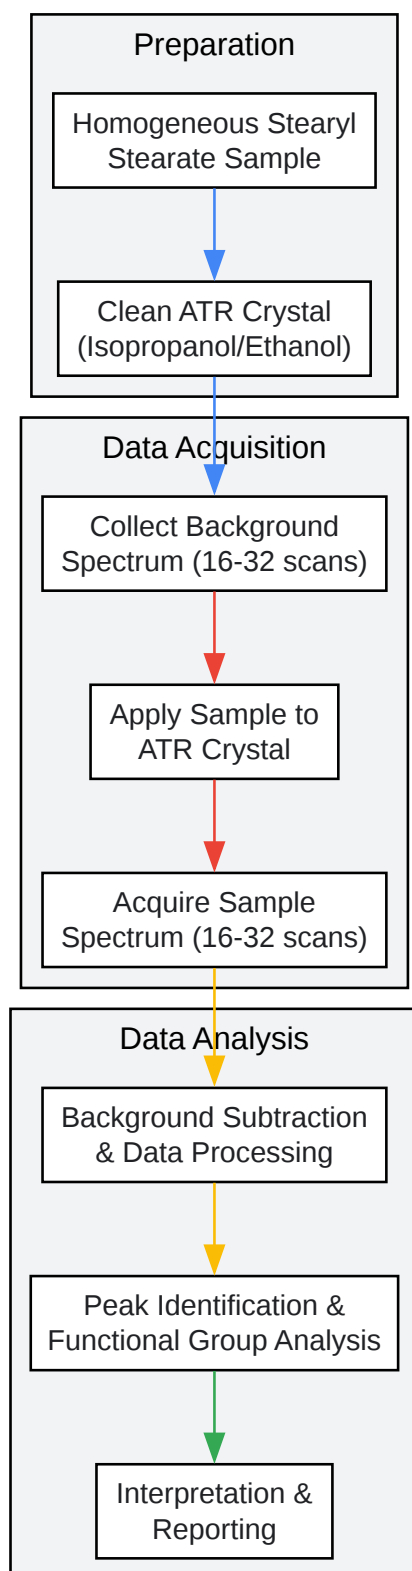 Preparation
Homogeneous Stearyl
Stearate Sample
Clean ATR Crystal
(Isopropanol/Ethanol)
Data Acquisition
Collect Background
Spectrum (16-32 scans)
Apply Sample to
ATR Crystal
Acquire Sample
Spectrum (16-32 scans)
Data Analysis
Background Subtraction
& Data Processing
Peak Identification &
Functional Group Analysis
Interpretation &
Reporting